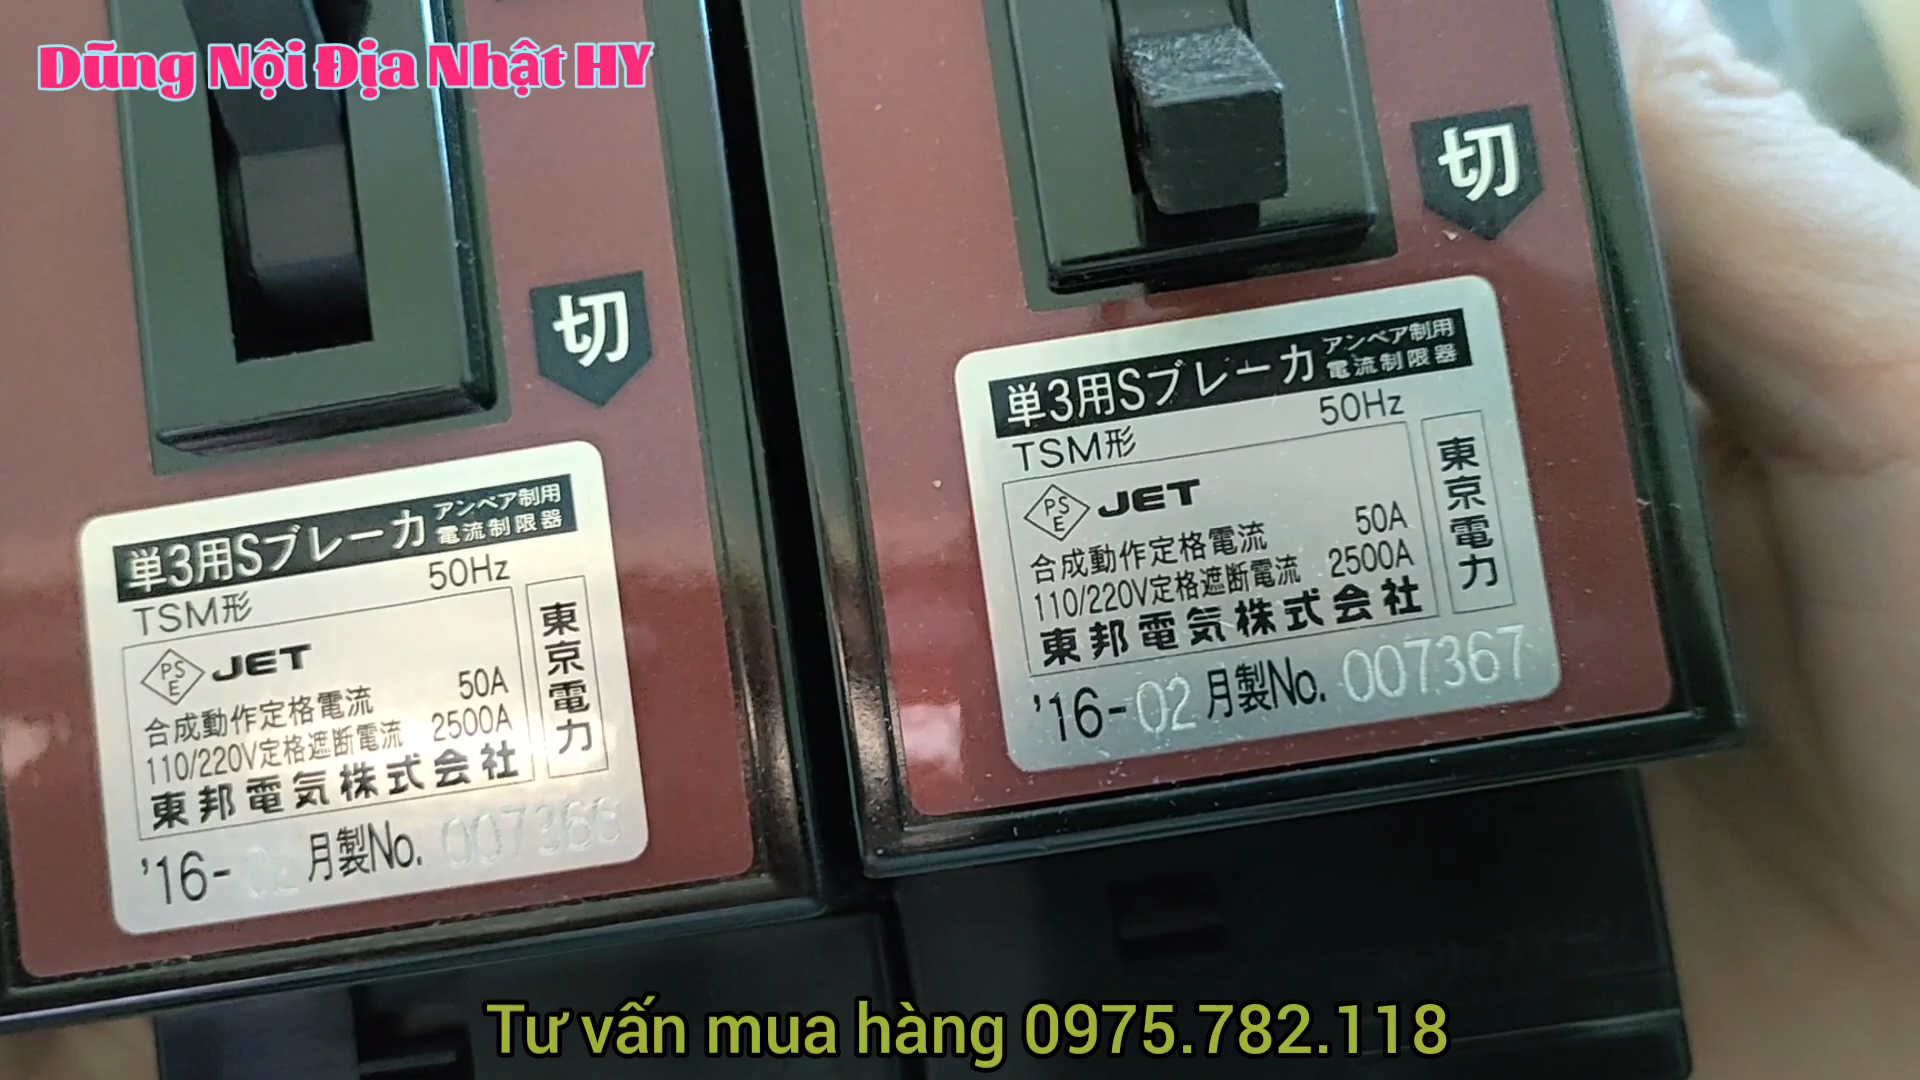 Dũng Nội Địa Nhật HY
切
単3用Sブレーカ アンペア制用 電流制限器
50Hz
TSM形
PSE JET
合成動作定格電流 50A
110/220V定格遮断電流 2500A
東邦電気株式会社
東京電力
'16-02月製No. 007366
切
単3用Sブレーカ アンペア制用 電流制限器
50Hz
TSM形
PSE JET
合成動作定格電流 50A
110/220V定格遮断電流 2500A
東邦電気株式会社
東京電力
'16-02月製No. 007367
Tư vấn mua hàng 0975.782.118